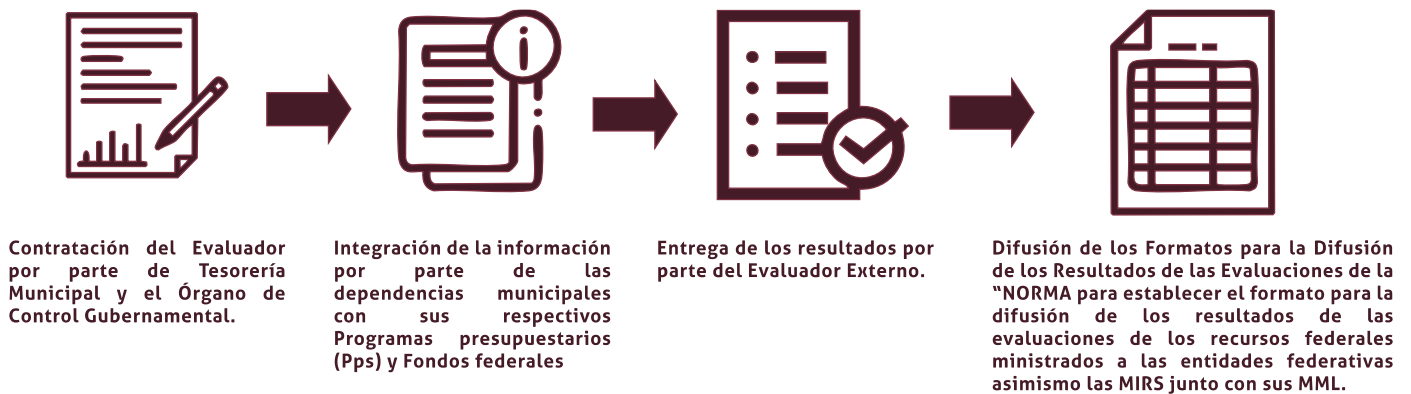 Contratación del Evaluador
por parte de Tesorería
Municipal y el Órgano de
Control Gubernamental.
Integración de la información
por parte de las
dependencias municipales
con sus respectivos
Programas presupuestarios
(Pps) y Fondos federales
Entrega de los resultados por
parte del Evaluador Externo.
Difusión de los Formatos para la Difusión
de los Resultados de las Evaluaciones de la
“NORMA para establecer el formato para la
difusión de los resultados de las
evaluaciones de los recursos federales
ministrados a las entidades federativas
asimismo las MIRS junto con sus MML.